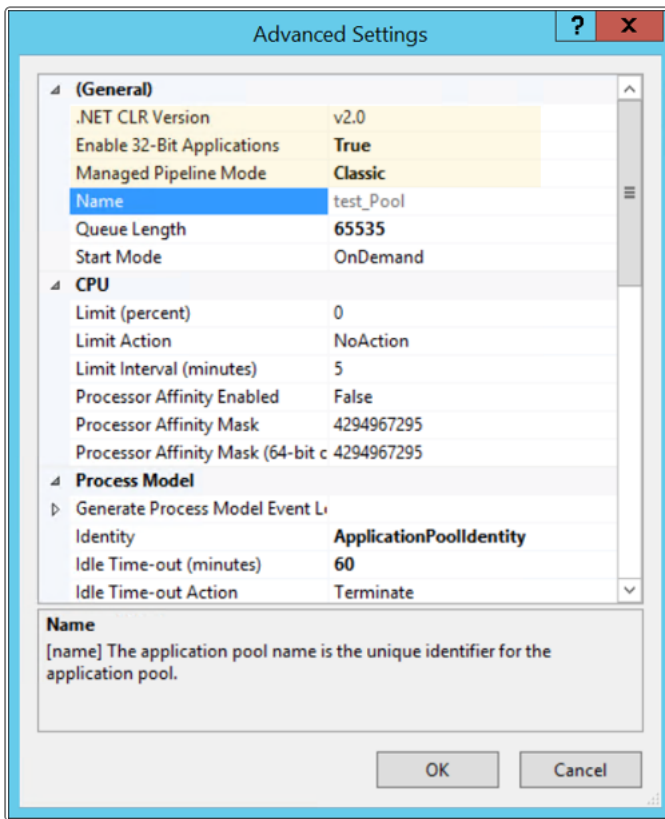 Advanced Settings
?
X
(General)
.NET CLR Version v2.0
Enable 32-Bit Applications True
Managed Pipeline Mode Classic
Name test_Pool
Queue Length 65535
Start Mode OnDemand
CPU
Limit (percent) 0
Limit Action NoAction
Limit Interval (minutes) 5
Processor Affinity Enabled False
Processor Affinity Mask 4294967295
Processor Affinity Mask (64-bit c 4294967295
Process Model
Generate Process Model Event L
Identity ApplicationPoolIdentity
Idle Time-out (minutes) 60
Idle Time-out Action Terminate
Name
[name] The application pool name is the unique identifier for the
application pool.
OK Cancel